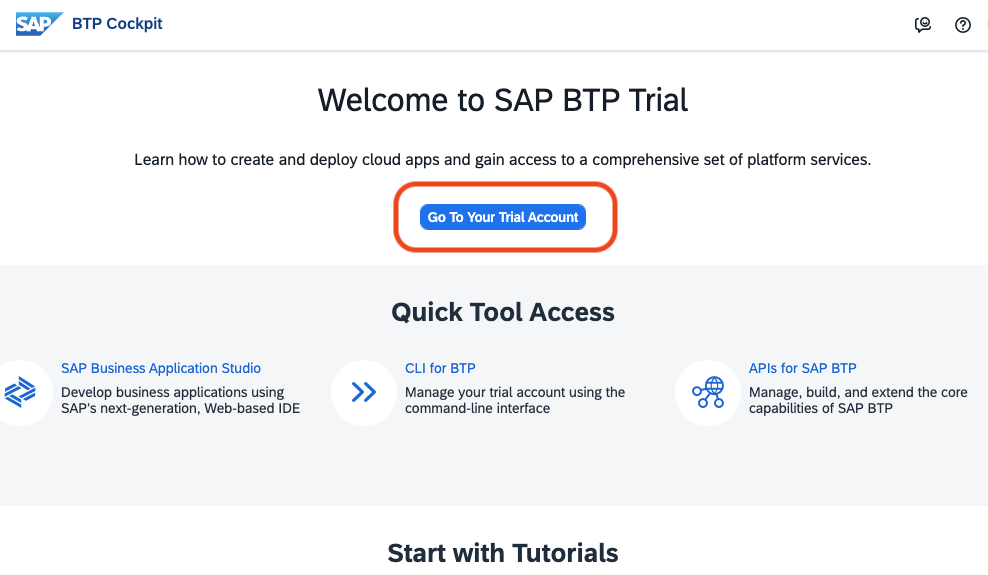 SAP BTP Cockpit
Welcome to SAP BTP Trial
Learn how to create and deploy cloud apps and gain access to a comprehensive set of platform services.
Go To Your Trial Account
Quick Tool Access
SAP Business Application Studio
Develop business applications using
SAP's next-generation, Web-based IDE
CLI for BTP
Manage your trial account using the
command-line interface
APIs for SAP BTP
Manage, build, and extend the core
capabilities of SAP BTP
Start with Tutorials